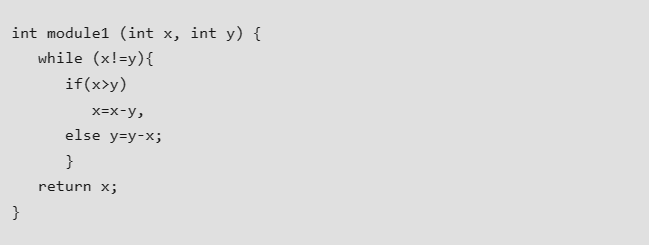 int module1 (int x, int y) {
while (x!=y){
if(x>y)
x=x-y,
else y=y-x;
}
return x;
}